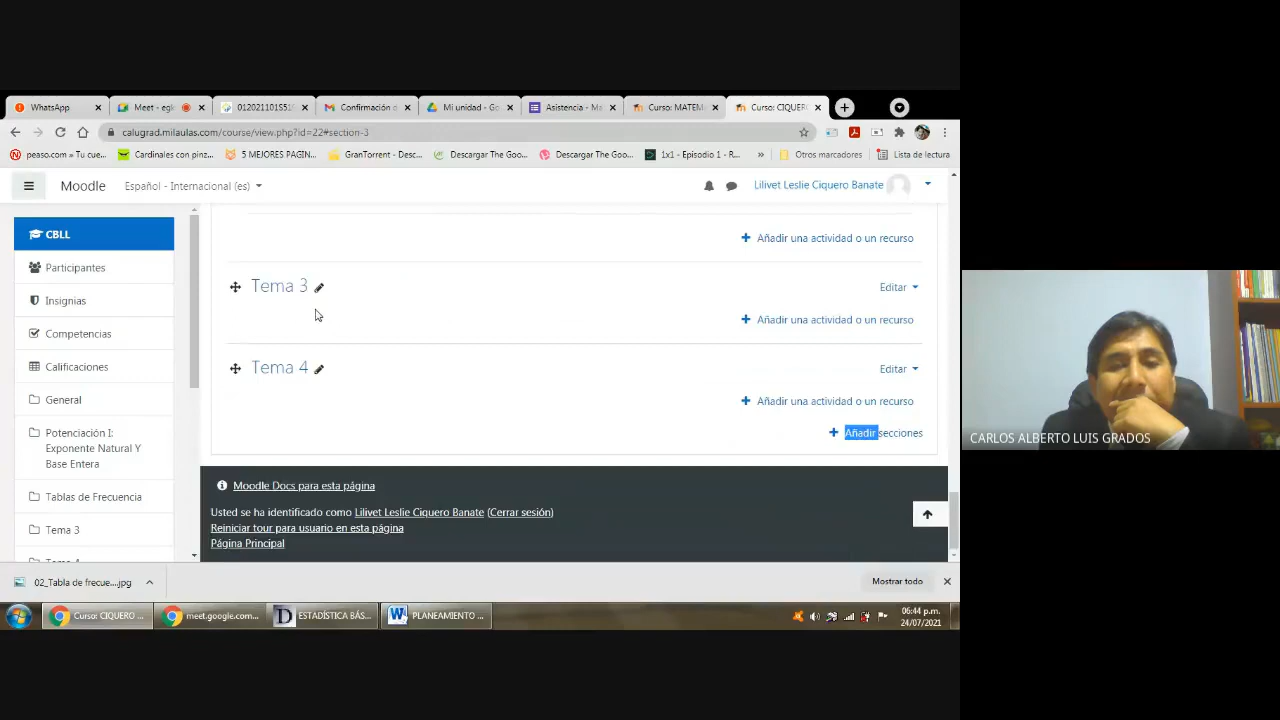 WhatsApp
Meet - eg
012021101S51
Confirmación d
Mi unidad - Go
Asistencia - Ma
Curso: MATEM
Curso: CIQUER
calugrad.milaulas.com/course/view.php?id=22#section-3
peaso.com » Tu cue...
Cardinales con pinz...
5 MEJORES PAGIN...
GranTorrent - Desc...
Descargar The Goo...
Descargar The Goo...
1x1 - Episodio 1 - R...
»
Otros marcadores
Lista de lectura
Moodle
Español - Internacional (es)
Lilivet Leslie Ciquero Banate
CBLL
Participantes
Insignias
Competencias
Calificaciones
General
Potenciación I:
Exponente Natural Y
Base Entera
Tablas de Frecuencia
Tema 3
Añadir una actividad o un recurso
Tema 3
Editar
Añadir una actividad o un recurso
Tema 4
Editar
Añadir una actividad o un recurso
Añadir secciones
Moodle Docs para esta página
Usted se ha identificado como Lilivet Leslie Ciquero Banate (Cerrar sesión)
Reiniciar tour para usuario en esta página
Página Principal
CARLOS ALBERTO LUIS GRADOS
02_Tabla de frecue....jpg
Mostrar todo
Curso: CIQUERO ...
meet.google.com...
ESTADÍSTICA BÁS...
PLANEAMIENTO ...
06:44 p.m.
24/07/2021